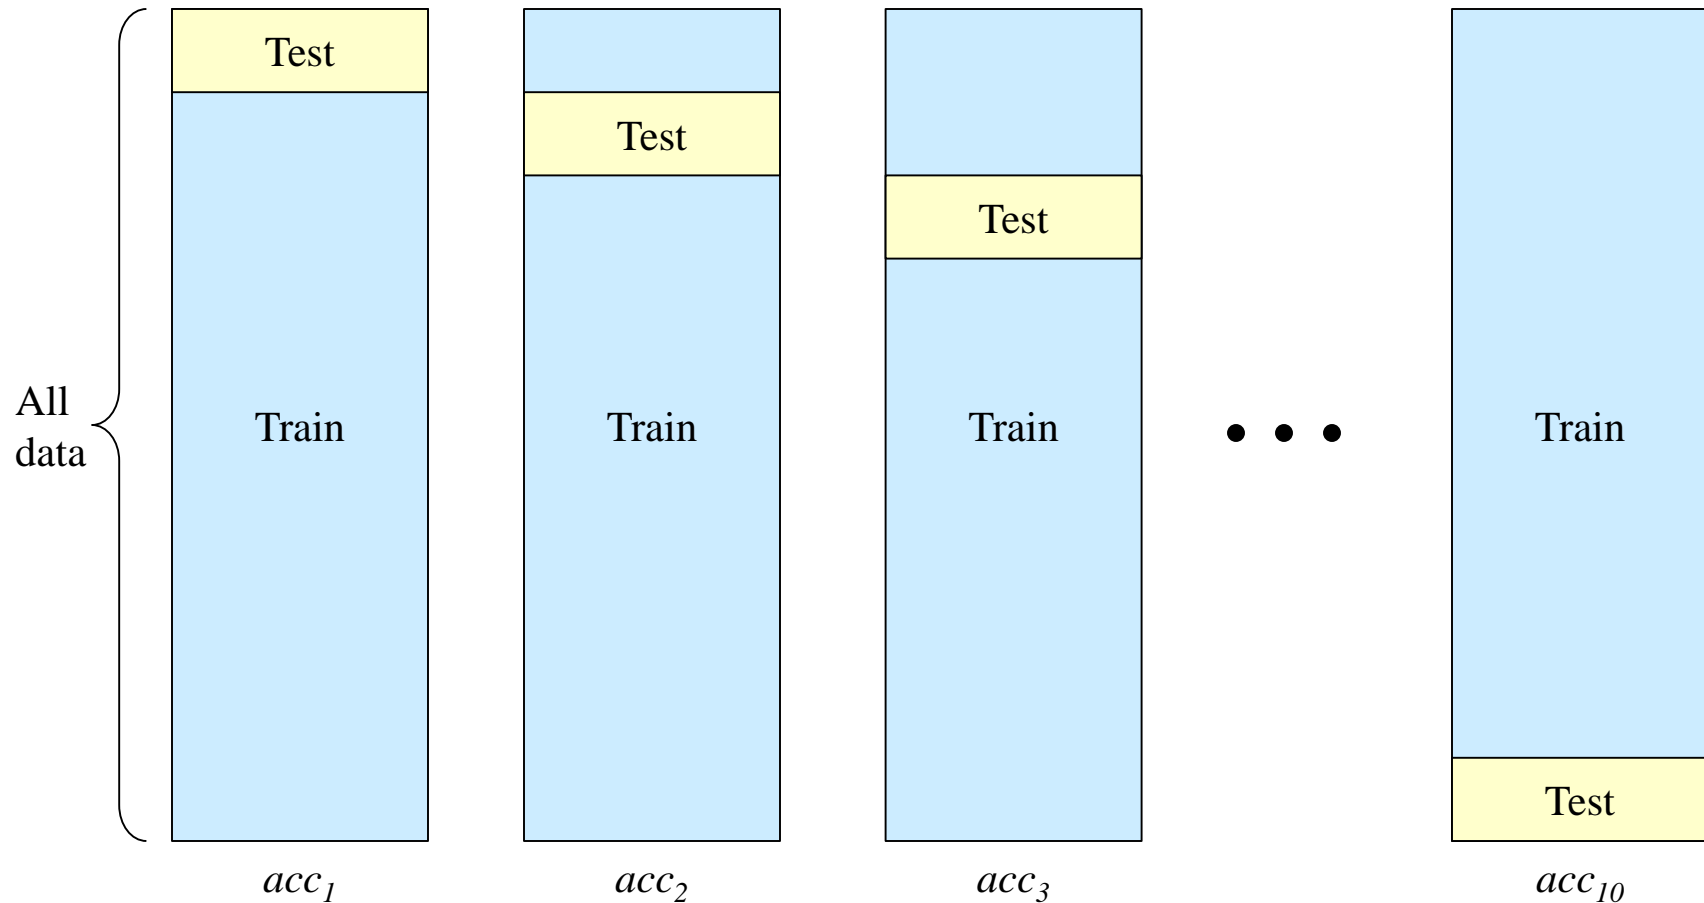 Test
Test
Test
All
data
Train
Train
Train
Train
Test
acc1
acc2
acc3
acc10